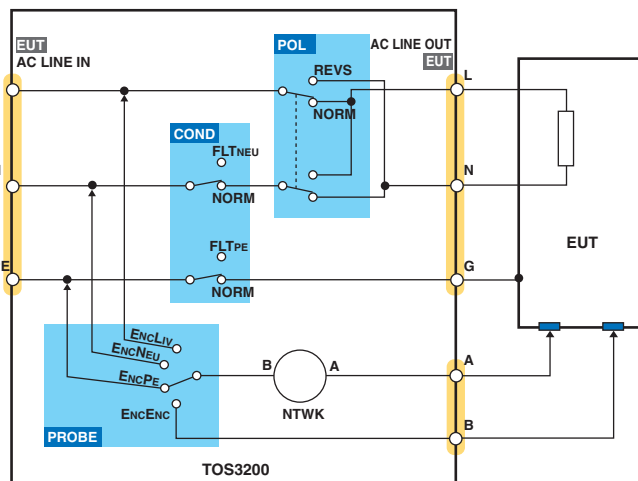 EUT
AC LINE IN
POL
AC LINE OUT
EUT
REVS
L
NORM
COND
FLTNEU
N
NORM
EUT
FLTPE
E
G
NORM
ENCLIV
ENCNEU
ENCPE
B
A
A
ENCENC
NTWK
B
PROBE
TOS3200